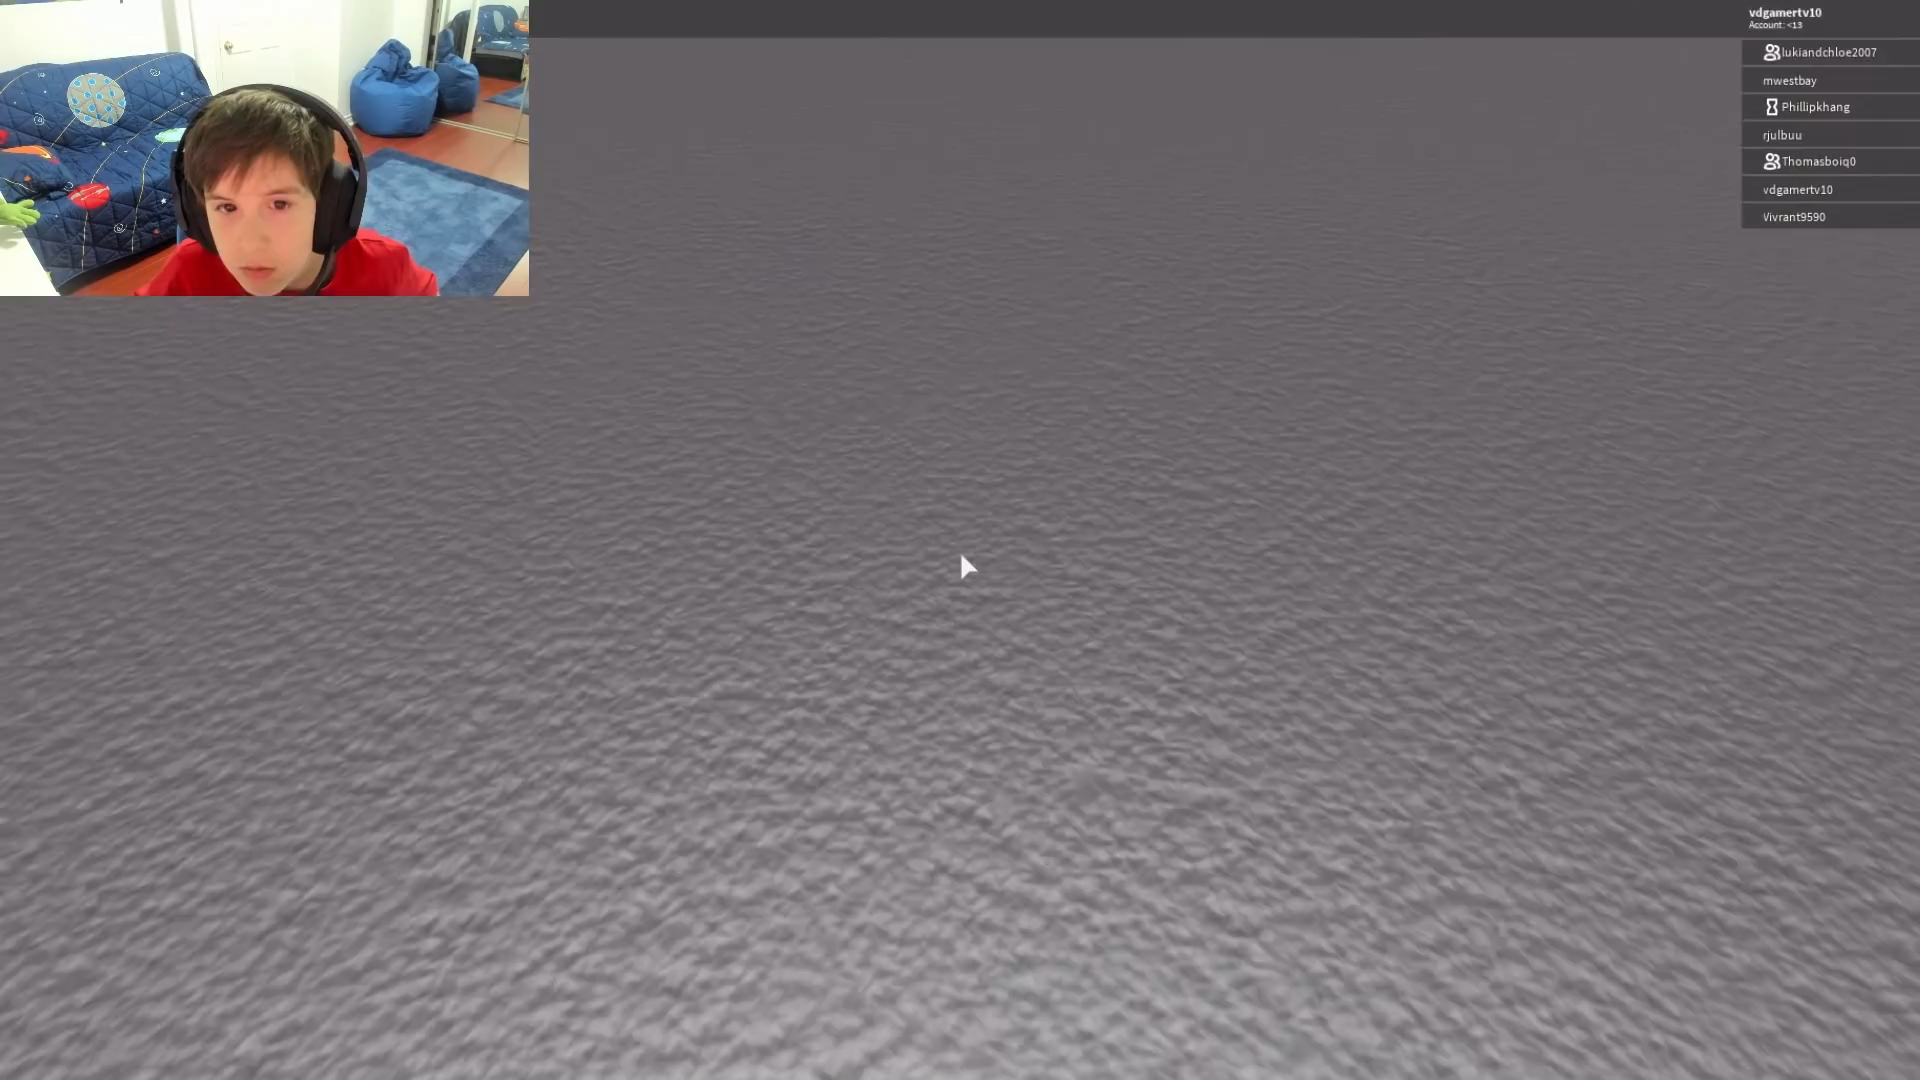 vdgamertv10
Account: <13
lukiandchloe2007
mwestbay
Phillipkhang
rjulbuu
Thomasboiq0
vdgamertv10
Vivrant9590